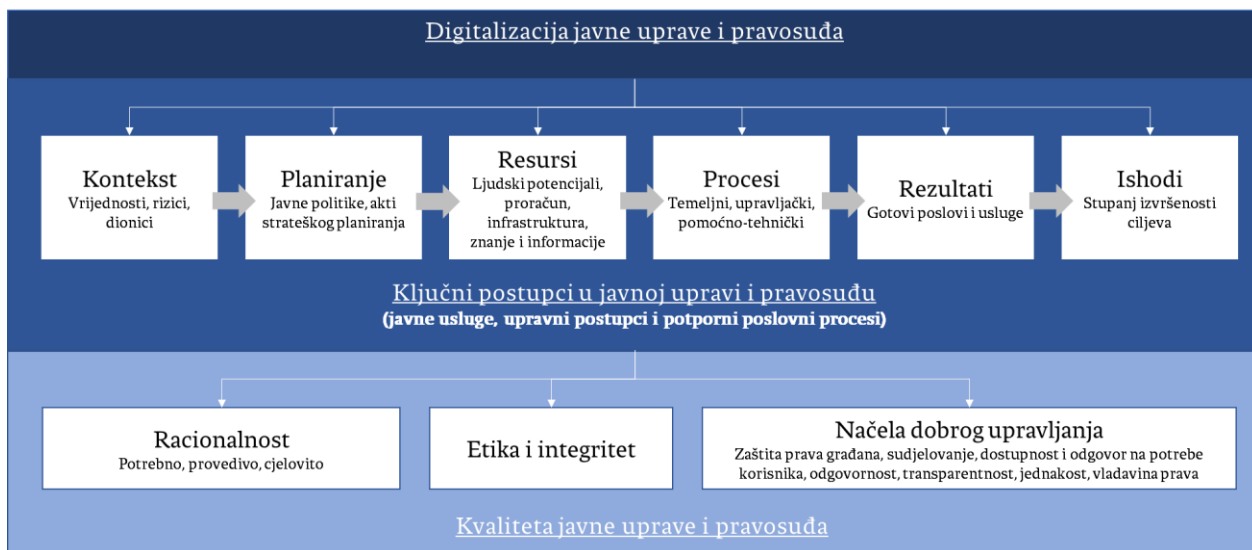 Digitalizacija javne uprave i pravosuđa
Kontekst
Vrijednosti, rizici,
dionici
Planiranje
Javne politike, akti
strateškog planiranja
Resursi
Ljudski potencijali,
proračun,
infrastruktura,
znanje i informacije
Procesi
Temeljni, upravljački,
pomoćno-tehnički
Rezultati
Gotovi poslovi i usluge
Ishodi
Stupanj izvršenosti
ciljeva
Ključni postupci u javnoj upravi i pravosuđu
(javne usluge, upravni postupci i potporni poslovni procesi)
Racionalnost
Potrebno, provedivo, cjelovito
Etika i integritet
Načela dobrog upravljanja
Zaštita prava građana, sudjelovanje, dostupnost i odgovor na potrebe
korisnika, odgovornost, transparentnost, jednakost, vladavina prava
Kvaliteta javne uprave i pravosuđa